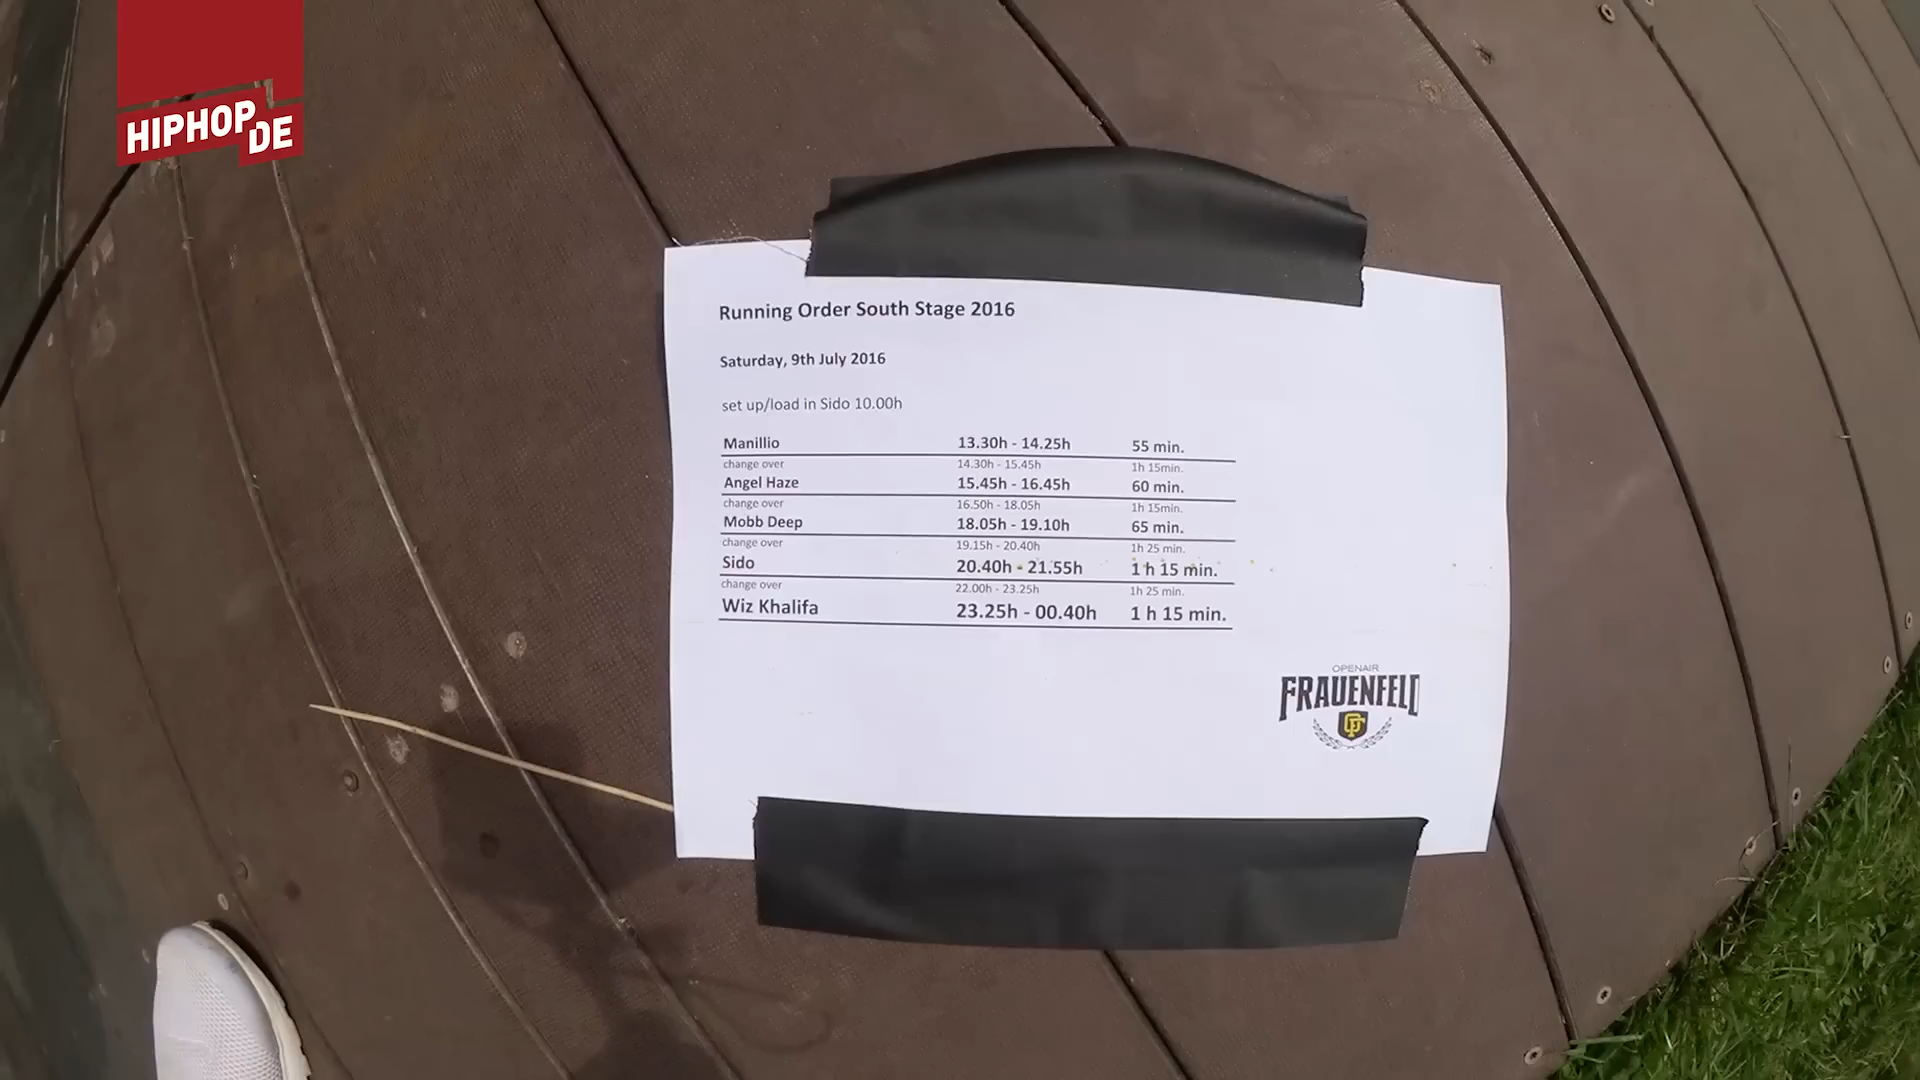 HIPHOP.DE
Running Order South Stage 2016
Saturday, 9th July 2016
set up/load in Sido 10.00h
Manillio 13.30h - 14.25h 55 min.
change over 14.30h - 15.45h 1h 15min.
Angel Haze 15.45h - 16.45h 60 min.
change over 16.50h - 18.05h 1h 15min.
Mobb Deep 18.05h - 19.10h 65 min.
change over 19.15h - 20.40h 1h 25 min.
Sido 20.40h - 21.55h 1 h 15 min.
change over 22.00h - 23.25h 1h 25 min.
Wiz Khalifa 23.25h - 00.40h 1 h 15 min.
OPENAIR
FRAUENFELD
OF